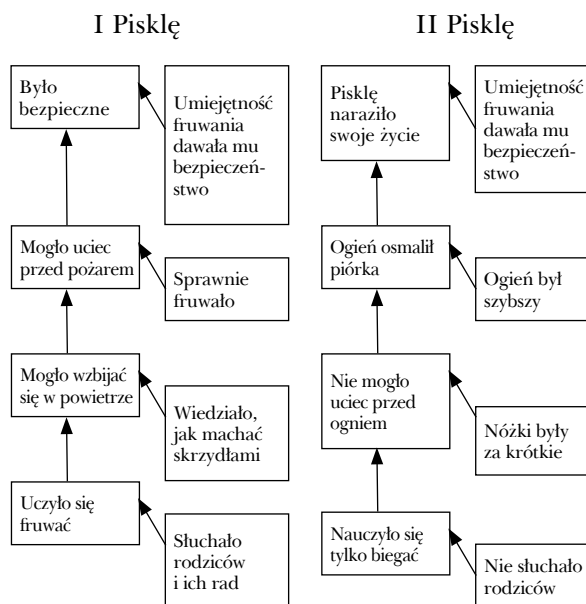 I Pisklę
Było
bezpieczne
Umiejętność
fruwania
dawała mu
bezpieczeń-
stwo
Mogło uciec
przed pożarem
Sprawnie
fruwało
Mogło wzbijać
się w powietrze
Wiedziało,
jak machać
skrzydłami
Uczyło się
fruwać
Słuchało
rodziców
i ich rad
II Pisklę
Pisklę
naraziło
swoje życie
Umiejętność
fruwania
dawała mu
bezpieczeń-
stwo
Ogień osmalił
piórka
Ogień był
szybszy
Nie mogło
uciec przed
ogniem
Nóżki były
za krótkie
Nauczyło się
tylko biegać
Nie słuchało
rodziców